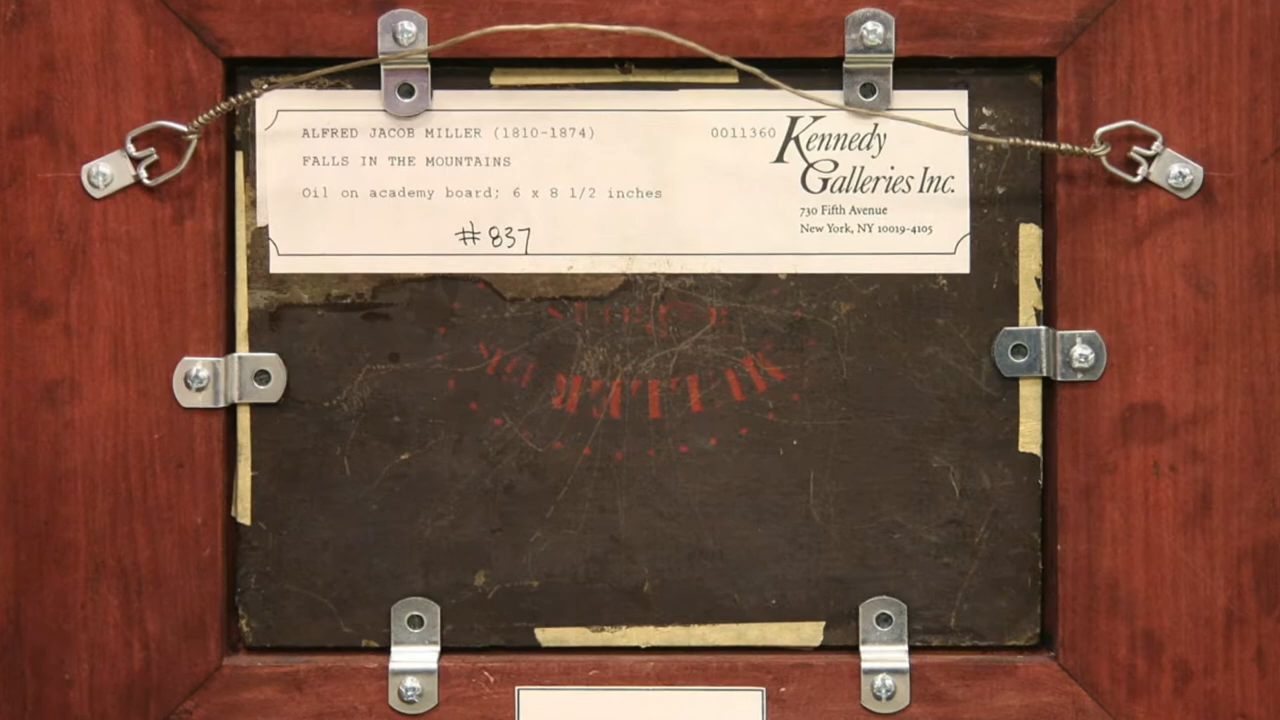 ALFRED JACOB MILLER (1810-1874)
0011360
FALLS IN THE MOUNTAINS
Oil on academy board; 6 x 8 1/2 inches
#837
Kennedy
Galleries Inc.
730 Fifth Avenue
New York, NY 10019-4105